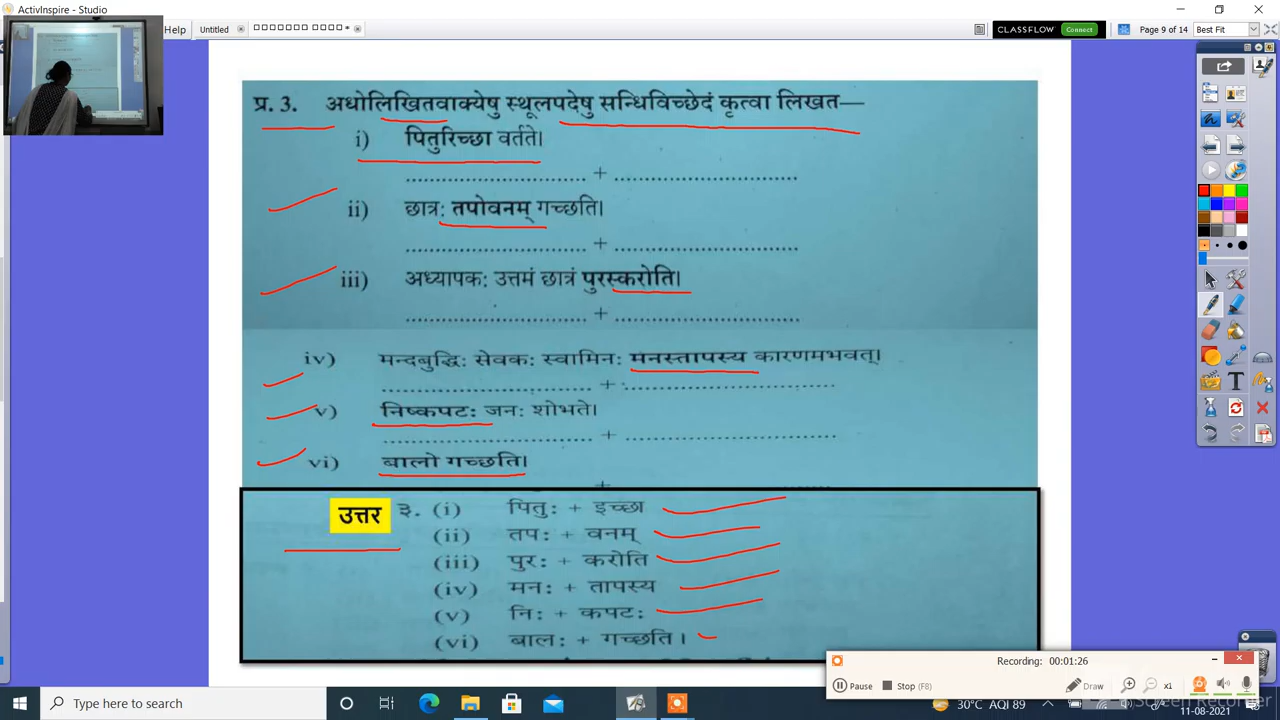 ActivInspire - Studio
Help Untitled
CLASSFLOW Connect Page 9 of 14 Best Fit
प्र. 3. अधोलिखितवाक्येषु स्थूलपदेषु सन्धिविच्छेदं कृत्वा लिखत—
i) पितुरिच्छा वर्तते।
................................ + ................................
ii) छात्रः तपोवनम् गच्छति।
................................ + ................................
iii) अध्यापकः उत्तमं छात्रं पुरस्करोति।
................................ + ................................
iv) मन्दबुद्धिः सेवकः स्वामिनः मनस्तापस्य कारणमभवत्।
................................ + ................................
v) निष्कपटः जनः शोभते।
................................ + ................................
vi) बालो गच्छति।
उत्तर ३. (i) पितुः + इच्छा
(ii) तपः + वनम्
(iii) पुरः + करोति
(iv) मनः + तापस्य
(v) निः + कपटः
(vi) बालः + गच्छति।
Recording: 00:01:26
Pause Stop (F8) Draw x1
Type here to search
30°C AQI 89 11-08-2021